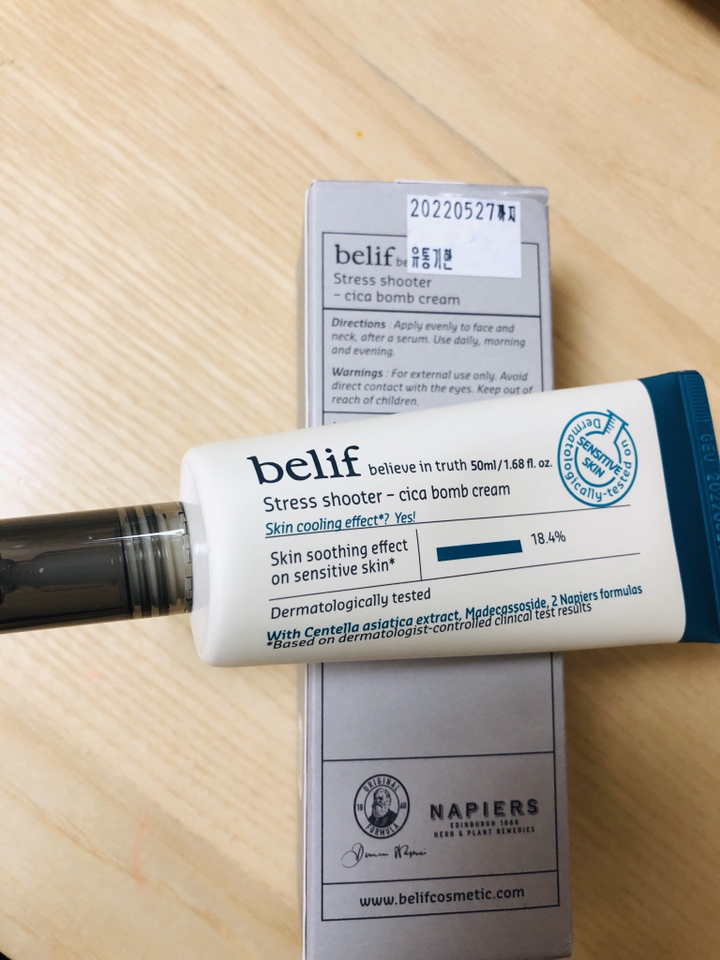 20220527까지
유통기한
belif
Stress shooter
– cica bomb cream
Directions : Apply evenly to face and
neck, after a serum. Use daily, morning
and evening.
Warnings : For external use only. Avoid
direct contact with the eyes. Keep out of
reach of children.
belif believe in truth 50ml/1.68 fl. oz.
Stress shooter – cica bomb cream
Skin cooling effect*? Yes!
Skin soothing effect
on sensitive skin*
18.4%
Dermatologically tested
With Centella asiatica extract, Madecassoside, 2 Napiers formulas
*Based on dermatologist-controlled clinical test results
Dermatologically-tested on
SENSITIVE
SKIN
ORIGINAL
18 60
FORMULA
NAPIERS
EDINBURGH 1860
HERB & PLANT REMEDIES
www.belifcosmetic.com